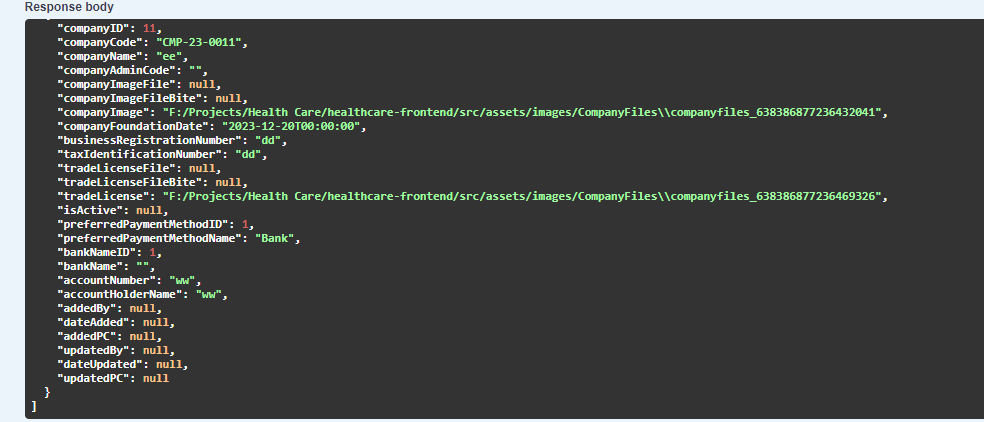 Response body
"companyID": 11,
"companyCode": "CMP-23-0011",
"companyName": "ee",
"companyAdminCode": "",
"companyImageFile": null,
"companyImageFileBite": null,
"companyImage": "F:/Projects/Health Care/healthcare-frontend/src/assets/images/CompanyFiles\\companyfiles_638386877236432041",
"companyFoundationDate": "2023-12-20T00:00:00",
"businessRegistrationNumber": "dd",
"taxIdentificationNumber": "dd",
"tradeLicenseFile": null,
"tradeLicenseFileBite": null,
"tradeLicense": "F:/Projects/Health Care/healthcare-frontend/src/assets/images/CompanyFiles\\companyfiles_638386877236469326",
"isActive": null,
"preferredPaymentMethodID": 1,
"preferredPaymentMethodName": "Bank",
"bankNameID": 1,
"bankName": "",
"accountNumber": "ww",
"accountHolderName": "ww",
"addedBy": null,
"dateAdded": null,
"addedPC": null,
"updatedBy": null,
"dateUpdated": null,
"updatedPC": null
}
]